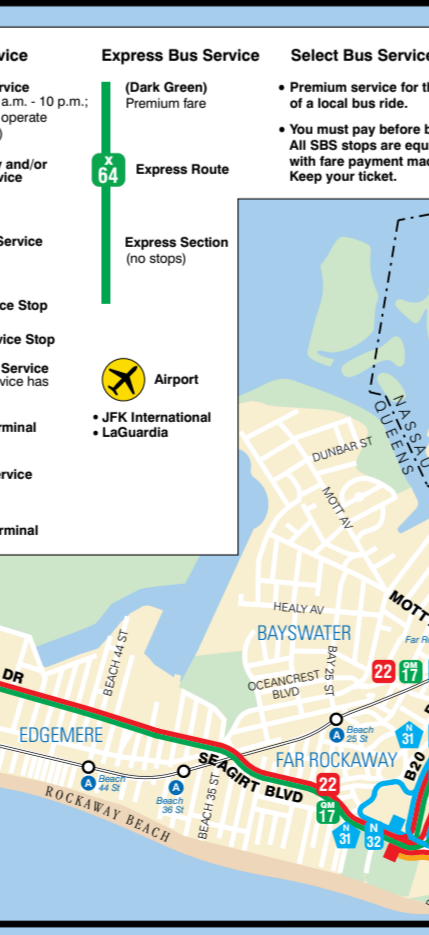 vice
rvice
a.m. - 10 p.m.;
operate
)
y and/or
vice
Service
ce Stop
vice Stop
Service
vice has
rminal
ervice
rminal
Express Bus Service
(Dark Green)
Premium fare
X
64
Express Route
Express Section
(no stops)
Airport
• JFK International
• LaGuardia
Select Bus Service
• Premium service for th
of a local bus ride.
• You must pay before b
All SBS stops are equ
with fare payment mac
Keep your ticket.
NASSAU
QUEENS
DUNBAR ST
MOTT AV
HEALY AV
MOTT
BAYSWATER
Far R
BEACH 44 ST
BAY 25 ST
22
QM
17
OCEANCREST
BLVD
DR
A
Beach
25 St
N
31
EDGEMERE
FAR ROCKAWAY
B20
SEAGIRT BLVD
A
Beach
44 St
A
Beach
36 St
22
QM
17
BEACH 35 ST
ROCKAWAY BEACH
N
31
N
32